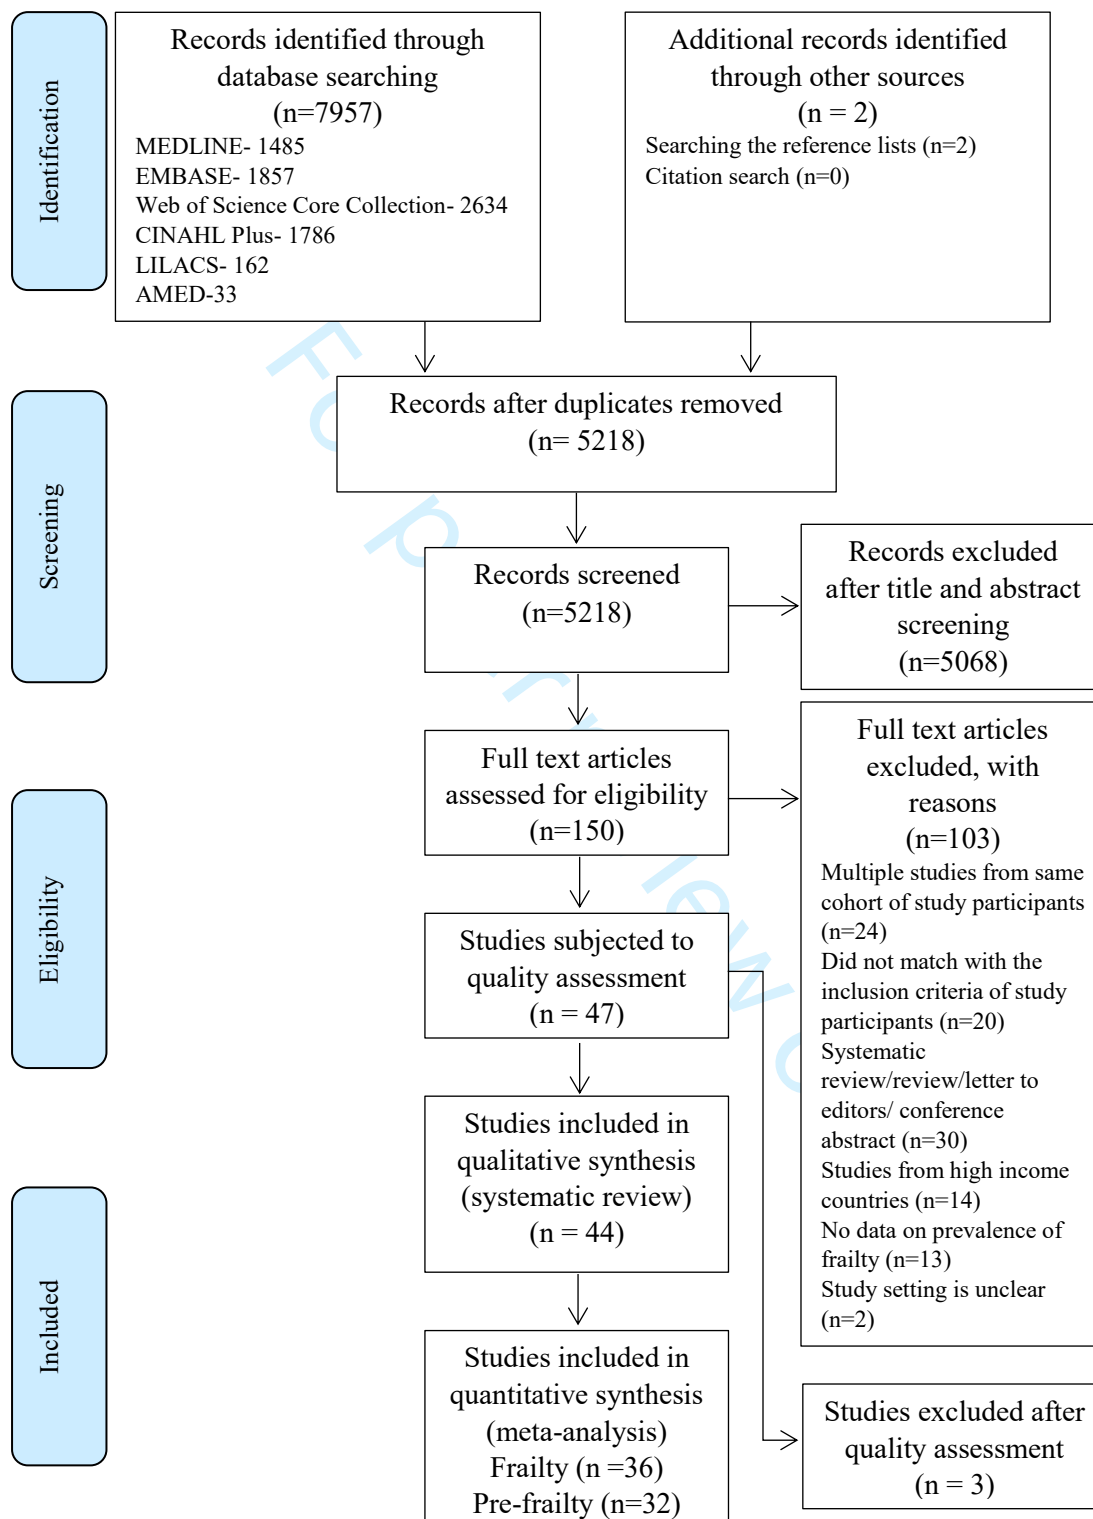 Identification
Records identified through
database searching
(n=7957)
MEDLINE- 1485
EMBASE- 1857
Web of Science Core Collection- 2634
CINAHL Plus- 1786
LILACS- 162
AMED-33
Additional records identified
through other sources
(n = 2)
Searching the reference lists (n=2)
Citation search (n=0)
Screening
Records after duplicates removed
(n= 5218)
Records screened
(n=5218)
Records excluded
after title and abstract
screening
(n=5068)
Eligibility
Full text articles
assessed for eligibility
(n=150)
Full text articles
excluded, with
reasons
(n=103)
Multiple studies from same
cohort of study participants
(n=24)
Did not match with the
inclusion criteria of study
participants (n=20)
Systematic
review/review/letter to
editors/ conference
abstract (n=30)
Studies from high income
countries (n=14)
No data on prevalence of
frailty (n=13)
Study setting is unclear
(n=2)
Studies subjected to
quality assessment
(n = 47)
Included
Studies included in
qualitative synthesis
(systematic review)
(n = 44)
Studies included in
quantitative synthesis
(meta-analysis)
Frailty (n =36)
Pre-frailty (n=32)
Studies excluded after
quality assessment
(n = 3)